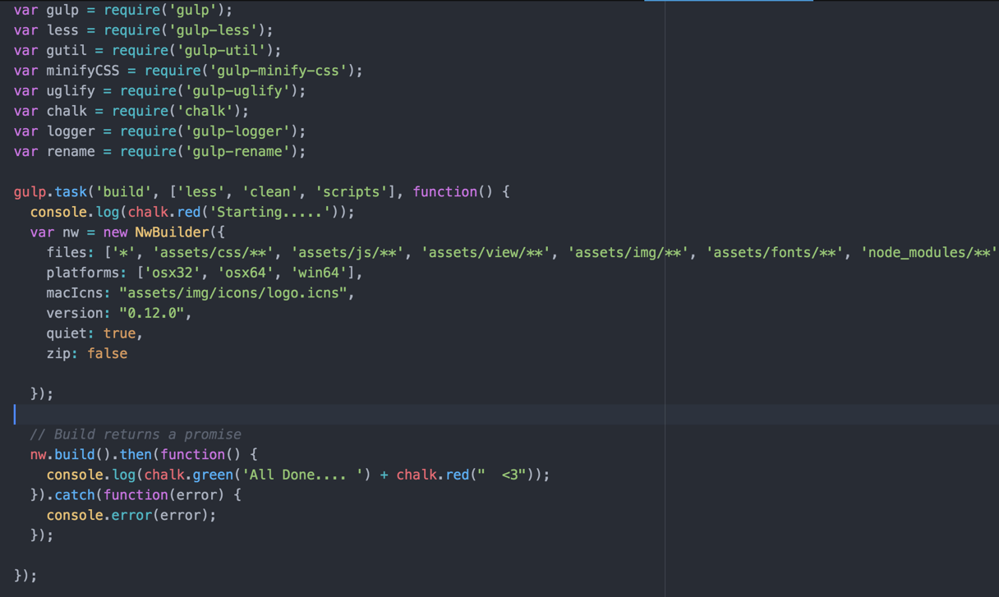 var gulp = require('gulp');
var less = require('gulp-less');
var gutil = require('gulp-util');
var minifyCSS = require('gulp-minify-css');
var uglify = require('gulp-uglify');
var chalk = require('chalk');
var logger = require('gulp-logger');
var rename = require('gulp-rename');

gulp.task('build', ['less', 'clean', 'scripts'], function() {
  console.log(chalk.red('Starting.....'));
  var nw = new NwBuilder({
    files: ['*', 'assets/css/**', 'assets/js/**', 'assets/view/**', 'assets/img/**', 'assets/fonts/**', 'node_modules/**'
    platforms: ['osx32', 'osx64', 'win64'],
    macIcns: "assets/img/icons/logo.icns",
    version: "0.12.0",
    quiet: true,
    zip: false

  });

  // Build returns a promise
  nw.build().then(function() {
    console.log(chalk.green('All Done.... ') + chalk.red("  <3"));
  }).catch(function(error) {
    console.error(error);
  });

});